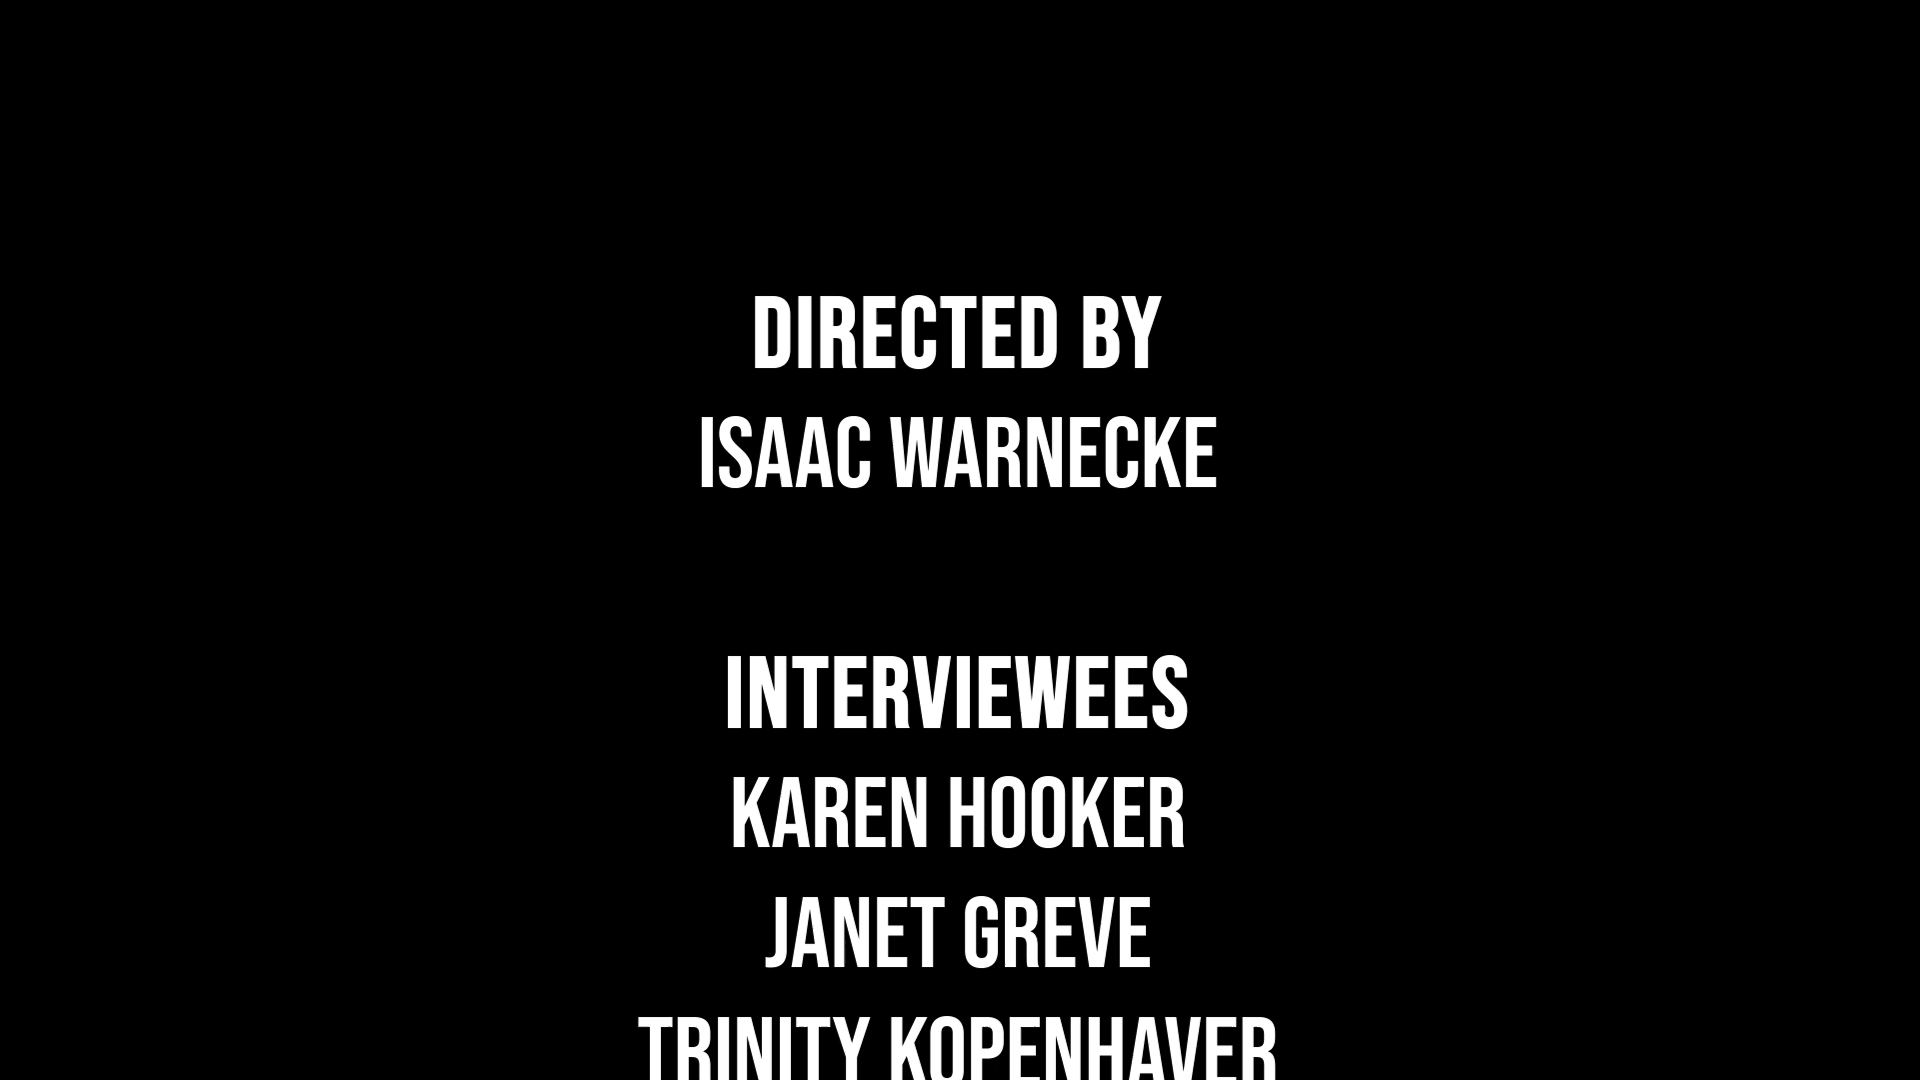 DIRECTED BY
ISAAC WARNECKE
INTERVIEWEES
KAREN HOOKER
JANET GREVE
TRINITY KOPENHAVER